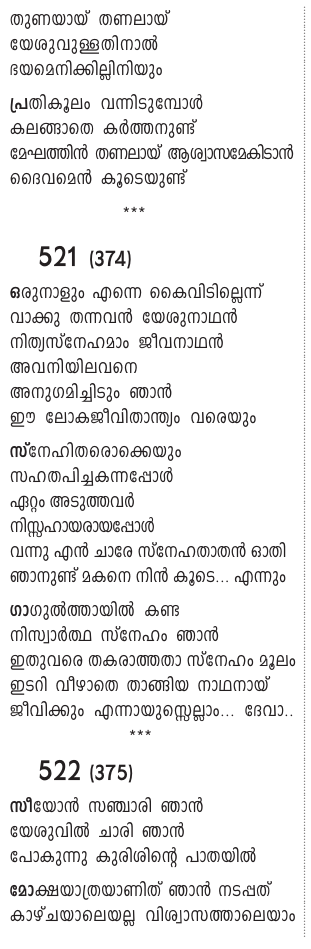 തുണയായ് തണലായ്
യേശുവുള്ളതിനാൽ
ഭയമെനിക്കില്ലിനിയും
പ്രതികൂലം വന്നിടുമ്പോൾ
കലങ്ങാതെ കർത്തനുണ്ട്
മേഘത്തിൻ തണലായ് ആശ്വാസമേകിടാൻ
ദൈവമെൻ കൂടെയുണ്ട്
***
521 (374)
ഒരുനാളും എന്നെ കൈവിടില്ലെന്ന്
വാക്കു തന്നവൻ യേശുനാഥൻ
നിത്യസ്നേഹമാം ജീവനാഥൻ
അവനിയിലവനെ
അനുഗമിച്ചിടും ഞാൻ
ഈ ലോകജീവിതാന്ത്യം വരെയും
സ്നേഹിതരൊക്കെയും
സഹതപിച്ചകന്നപ്പോൾ
ഏറ്റം അടുത്തവർ
നിസ്സഹായരായപ്പോൾ
വന്നു എൻ ചാരേ സ്നേഹതാതൻ ഓതി
ഞാനുണ്ട് മകനെ നിൻ കൂടെ... എന്നും
ഗാഗുൽത്തായിൽ കണ്ട
നിസ്വാർത്ഥ സ്നേഹം ഞാൻ
ഇതുവരെ തകരാത്തതാ സ്നേഹം മൂലം
ഇടറി വീഴാതെ താങ്ങിയ നാഥനായ്
ജീവിക്കും എന്നായുസ്സെല്ലാം... ദേവാ..
***
522 (375)
സീയോൻ സഞ്ചാരി ഞാൻ
യേശുവിൽ ചാരി ഞാൻ
പോകുന്നു കുരിശിന്റെ പാതയിൽ
മോക്ഷയാത്രയാണിത് ഞാൻ നടപ്പത്
കാഴ്ചയാലെയല്ല വിശ്വാസത്താലെയാം